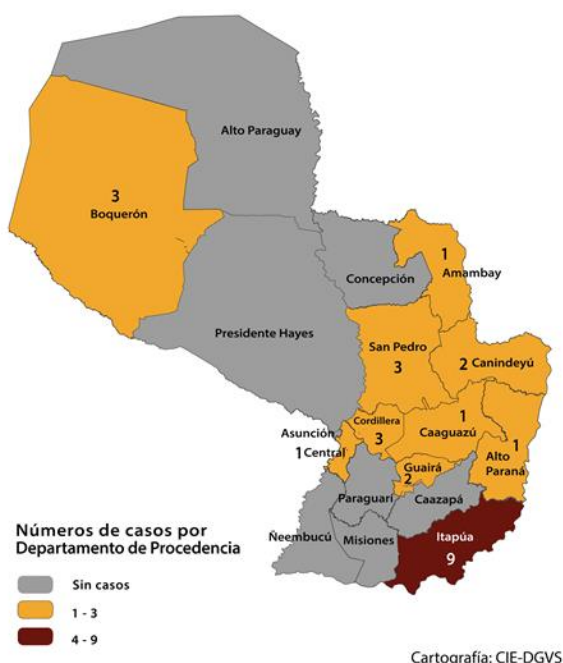 Alto Paraguay
3
Boquerón
1
Amambay
Concepción
Presidente Hayes
San Pedro
3
2 Canindeyú
Cordillera
3
1
Caaguazú
Asunción
1 Central
1
Alto
Paraná
Guairá
2
Paraguarí
Caazapá
Ñeembucú
Misiones
Itapúa
9
Números de casos por
Departamento de Procedencia
Sin casos
1 - 3
4 - 9
Cartografía: CIE-DGVS